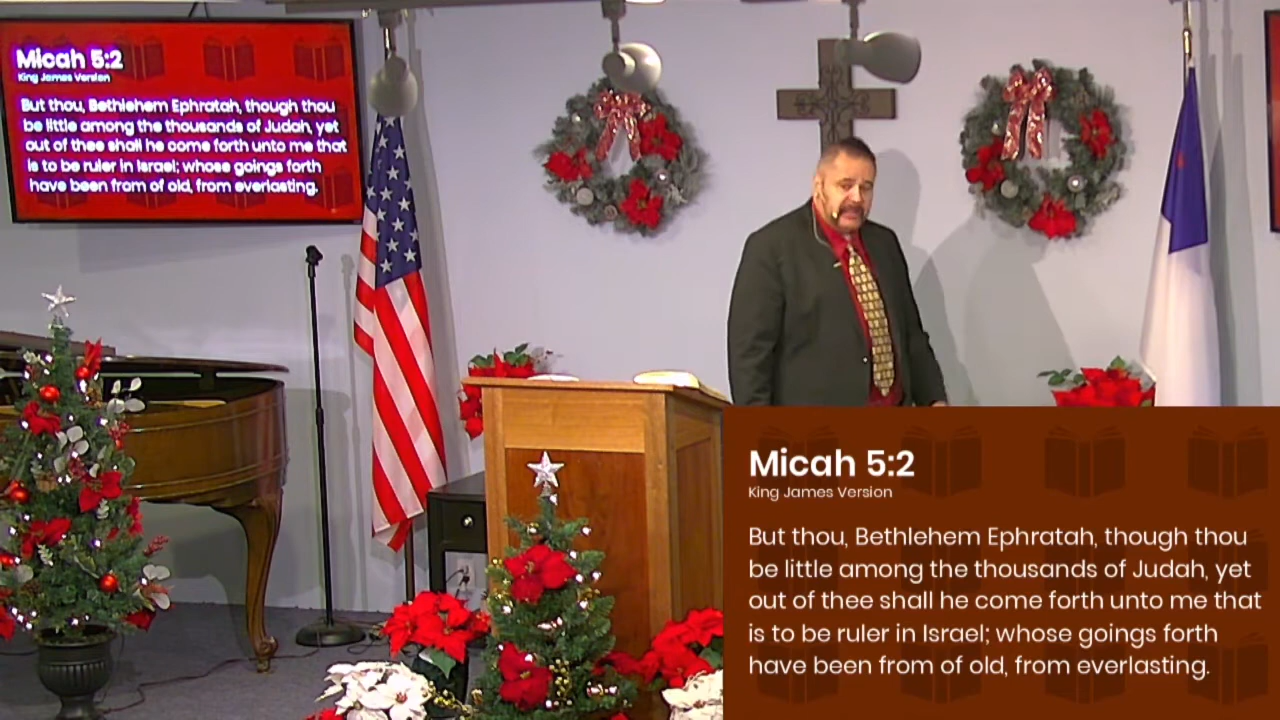 Micah 5:2
King James Version
But thou, Bethlehem Ephratah, though thou
be little among the thousands of Judah, yet
out of thee shall he come forth unto me that
is to be ruler in Israel; whose goings forth
have been from of old, from everlasting.
Micah 5:2
King James Version
But thou, Bethlehem Ephratah, though thou
be little among the thousands of Judah, yet
out of thee shall he come forth unto me that
is to be ruler in Israel; whose goings forth
have been from of old, from everlasting.